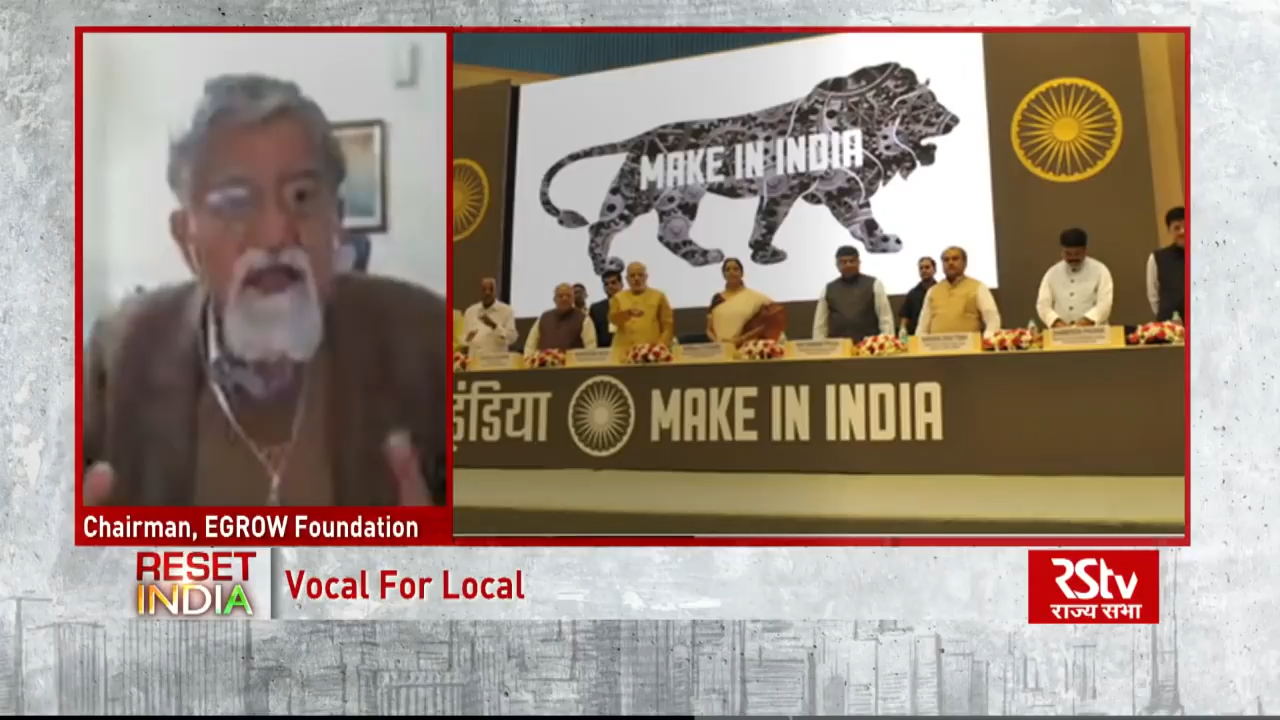 MAKE IN INDIA
इंडिया
MAKE IN INDIA
Chairman, EGROW Foundation
RESET
INDIA
Vocal For Local
RSTV
राज्य सभा